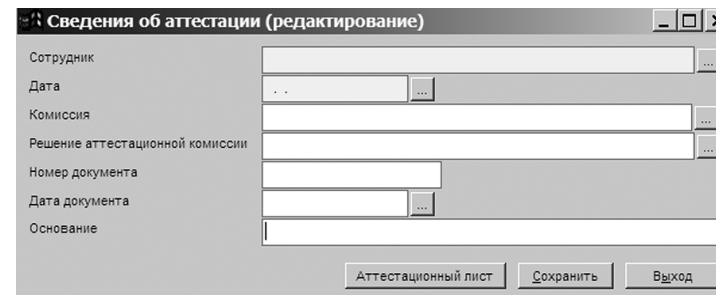 Сведения об аттестации (редактирование)
Сотрудник ...
Дата . . ...
Комиссия ...
Решение аттестационной комиссии ...
Номер документа
Дата документа ...
Основание
Аттестационный лист Сохранить Выход